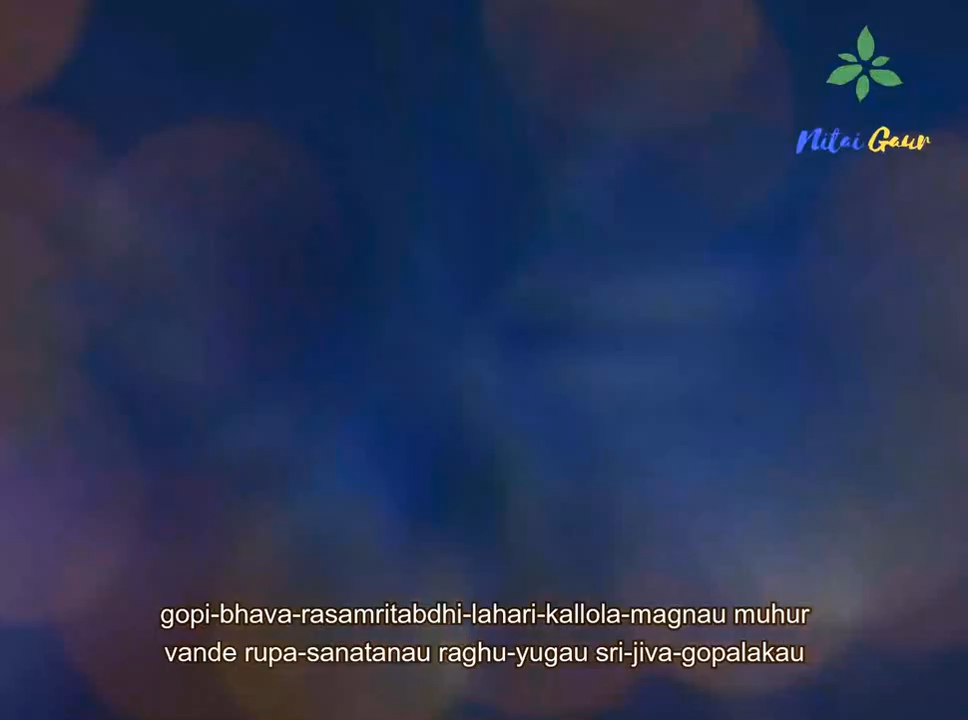 Nitai Gaur
gopi-bhava-rasamritabdhi-lahari-kallola-magnau muhur
vande rupa-sanatanau raghu-yugau sri-jiva-gopalakau